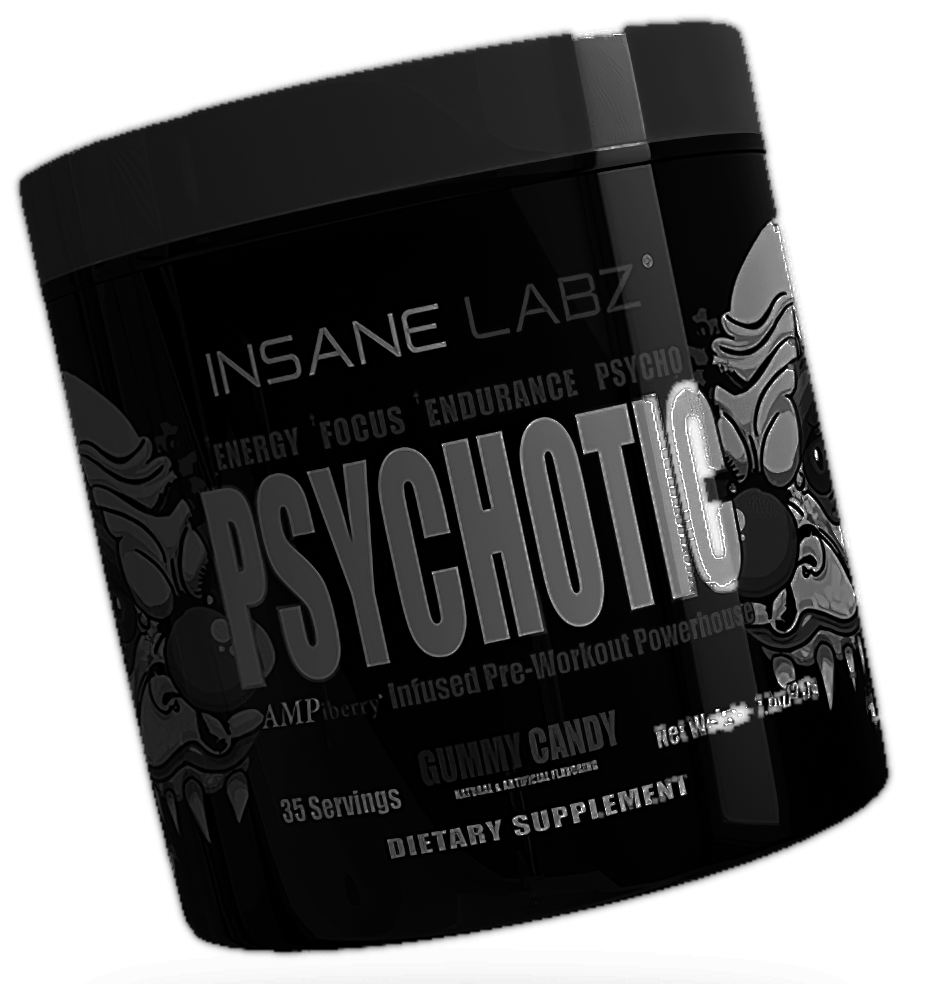 INSANE LABZ®
+ENERGY +FOCUS +ENDURANCE PSYCHO
PSYCHOTIC
AMPiberry® Infused Pre-Workout Powerhouse
GUMMY CANDY
NATURAL & ARTIFICIAL FLAVORING
35 Servings
Net
DIETARY SUPPLEMENT